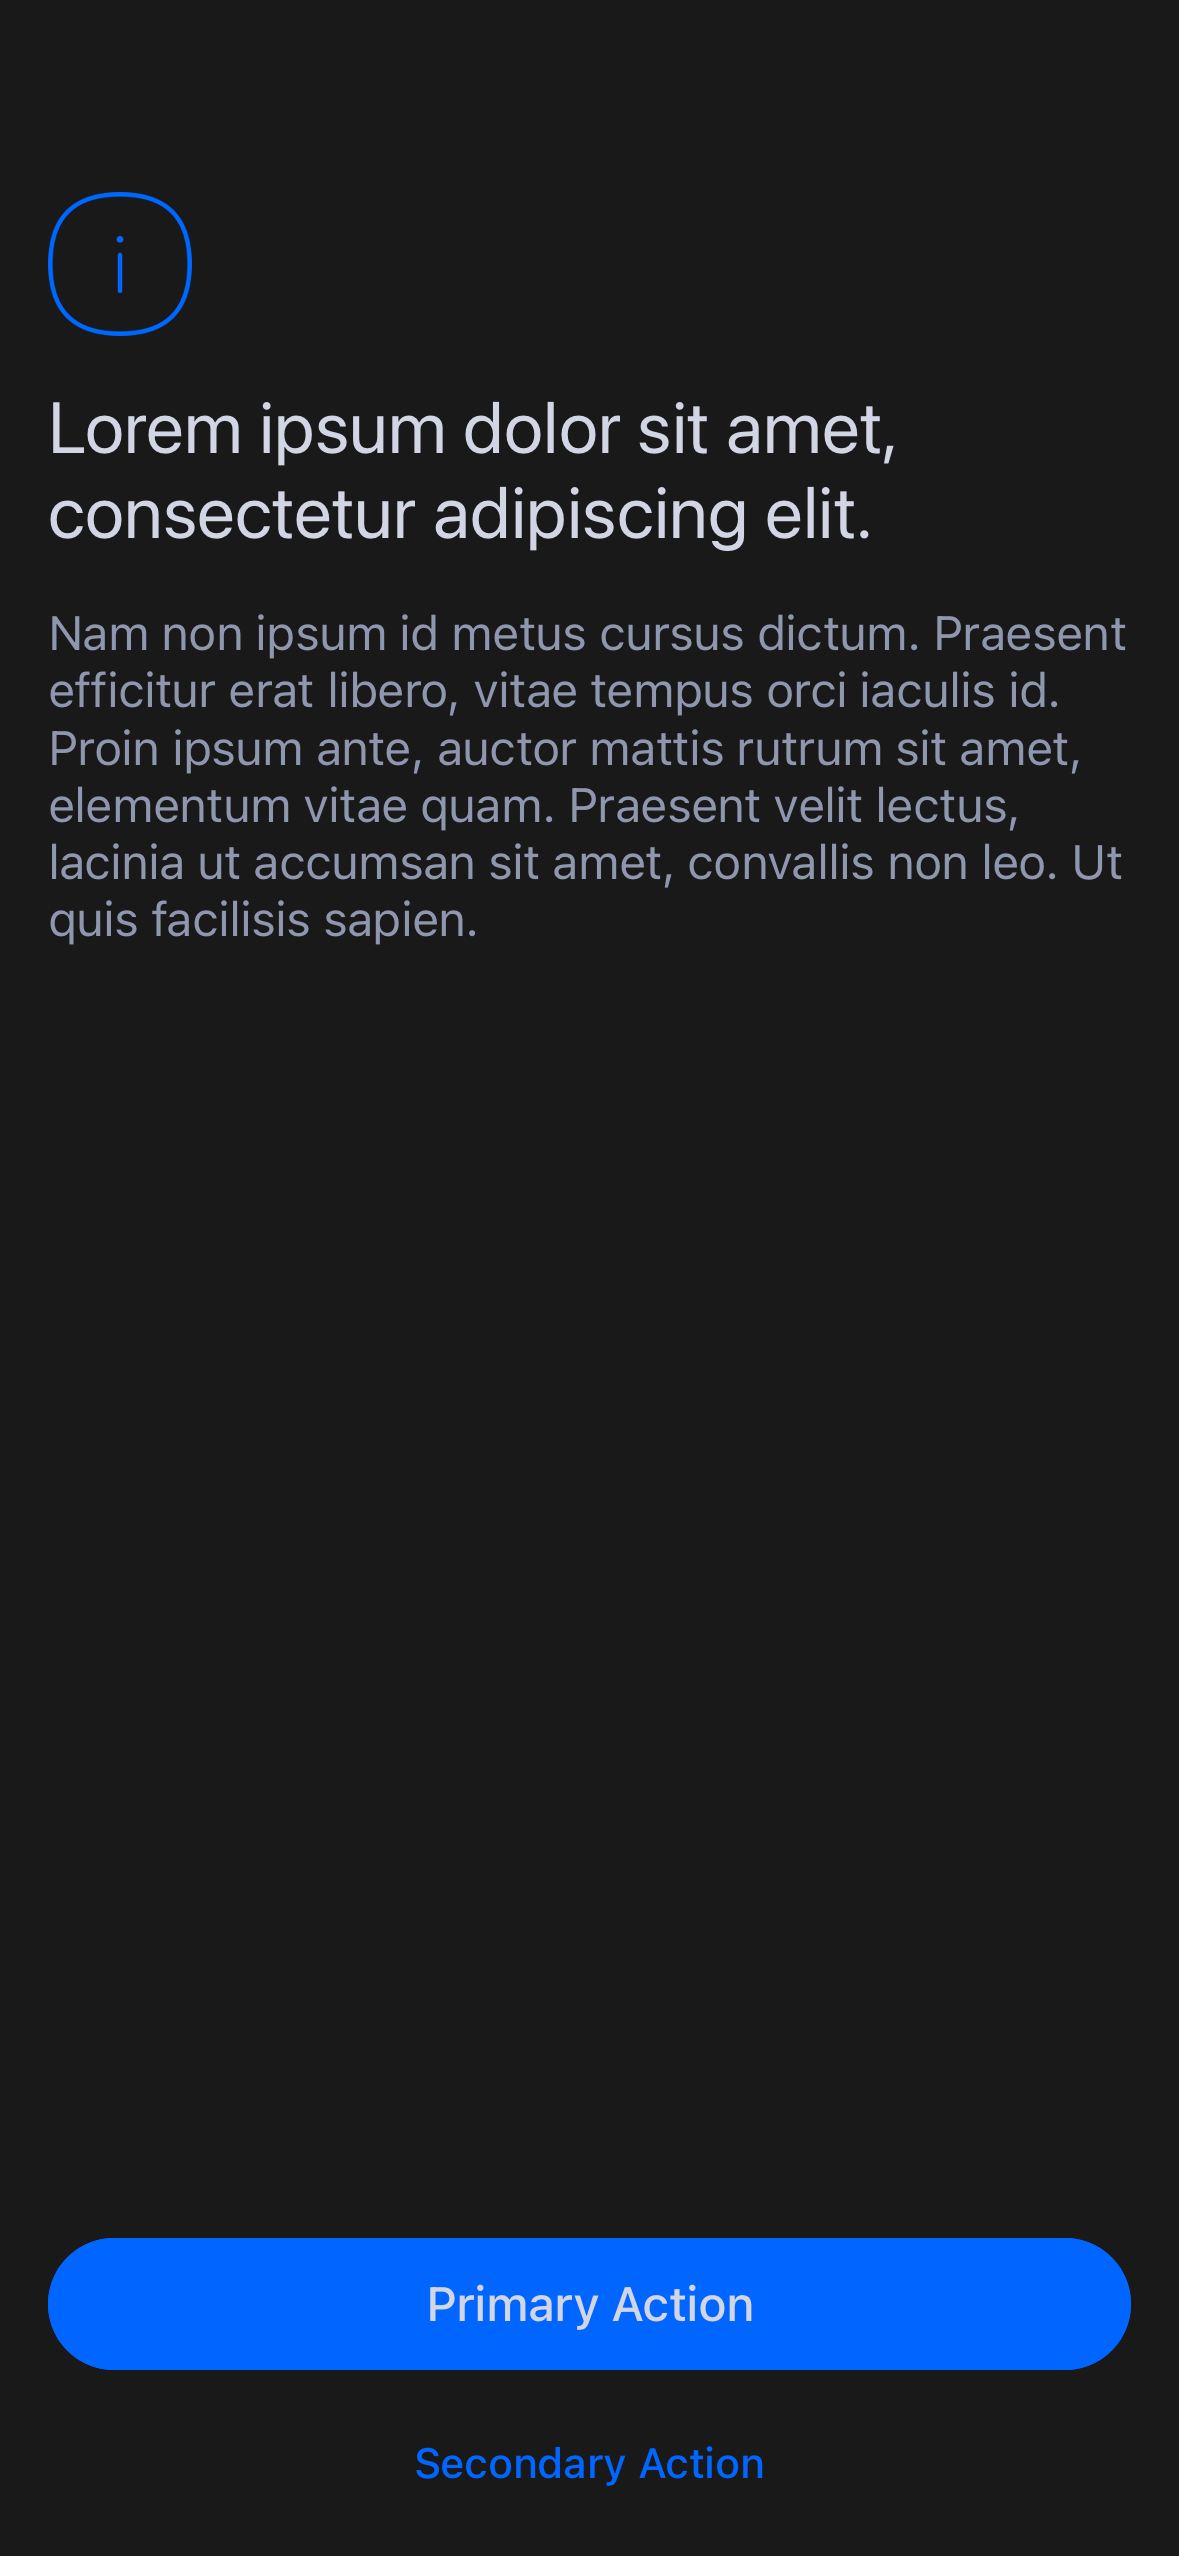 i
Lorem ipsum dolor sit amet,
consectetur adipiscing elit.
Nam non ipsum id metus cursus dictum. Praesent
efficitur erat libero, vitae tempus orci iaculis id.
Proin ipsum ante, auctor mattis rutrum sit amet,
elementum vitae quam. Praesent velit lectus,
lacinia ut accumsan sit amet, convallis non leo. Ut
quis facilisis sapien.
Primary Action
Secondary Action